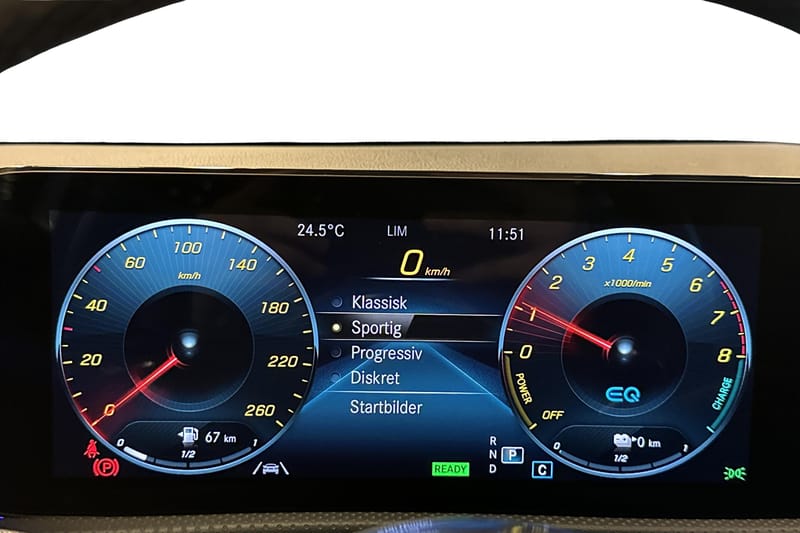 24.5°C LIM 11:51
0 km/h
Klassisk
Sportig
Progressiv
Diskret
Startbilder
0 20 40 60 100 140 180 220 260
km/h
67 km
0 1/2 1
READY
R
N P
D
C
0 1 2 3 4 5 6 7 8
x1000/min
POWER
OFF
CHARGE
EQ
0 km
0 1/2 1
P